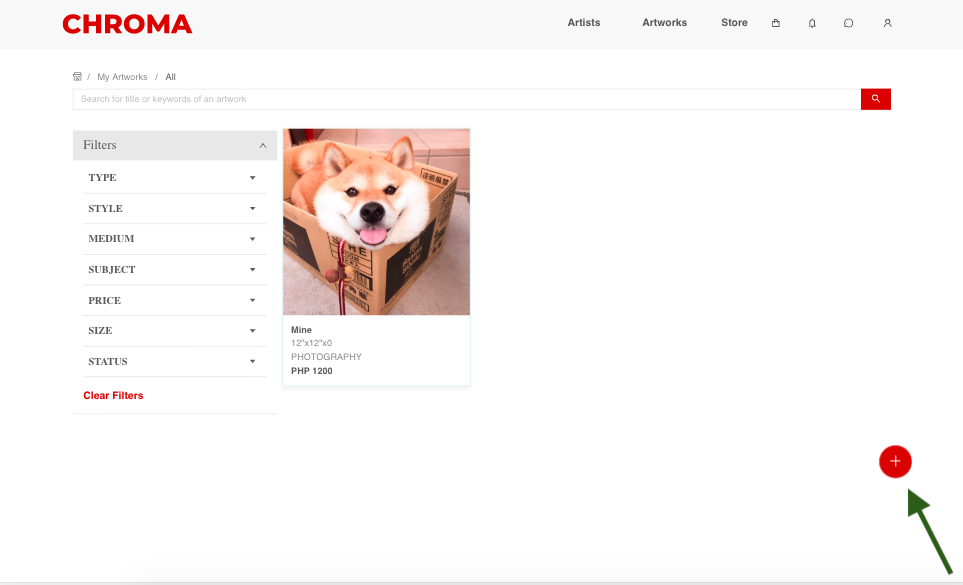 CHROMA
Artists Artworks Store
/ My Artworks / All
Search for title or keywords of an artwork
Filters
TYPE
STYLE
MEDIUM
SUBJECT
PRICE
SIZE
STATUS
Clear Filters
Mine
12"x12"x0
PHOTOGRAPHY
PHP 1200